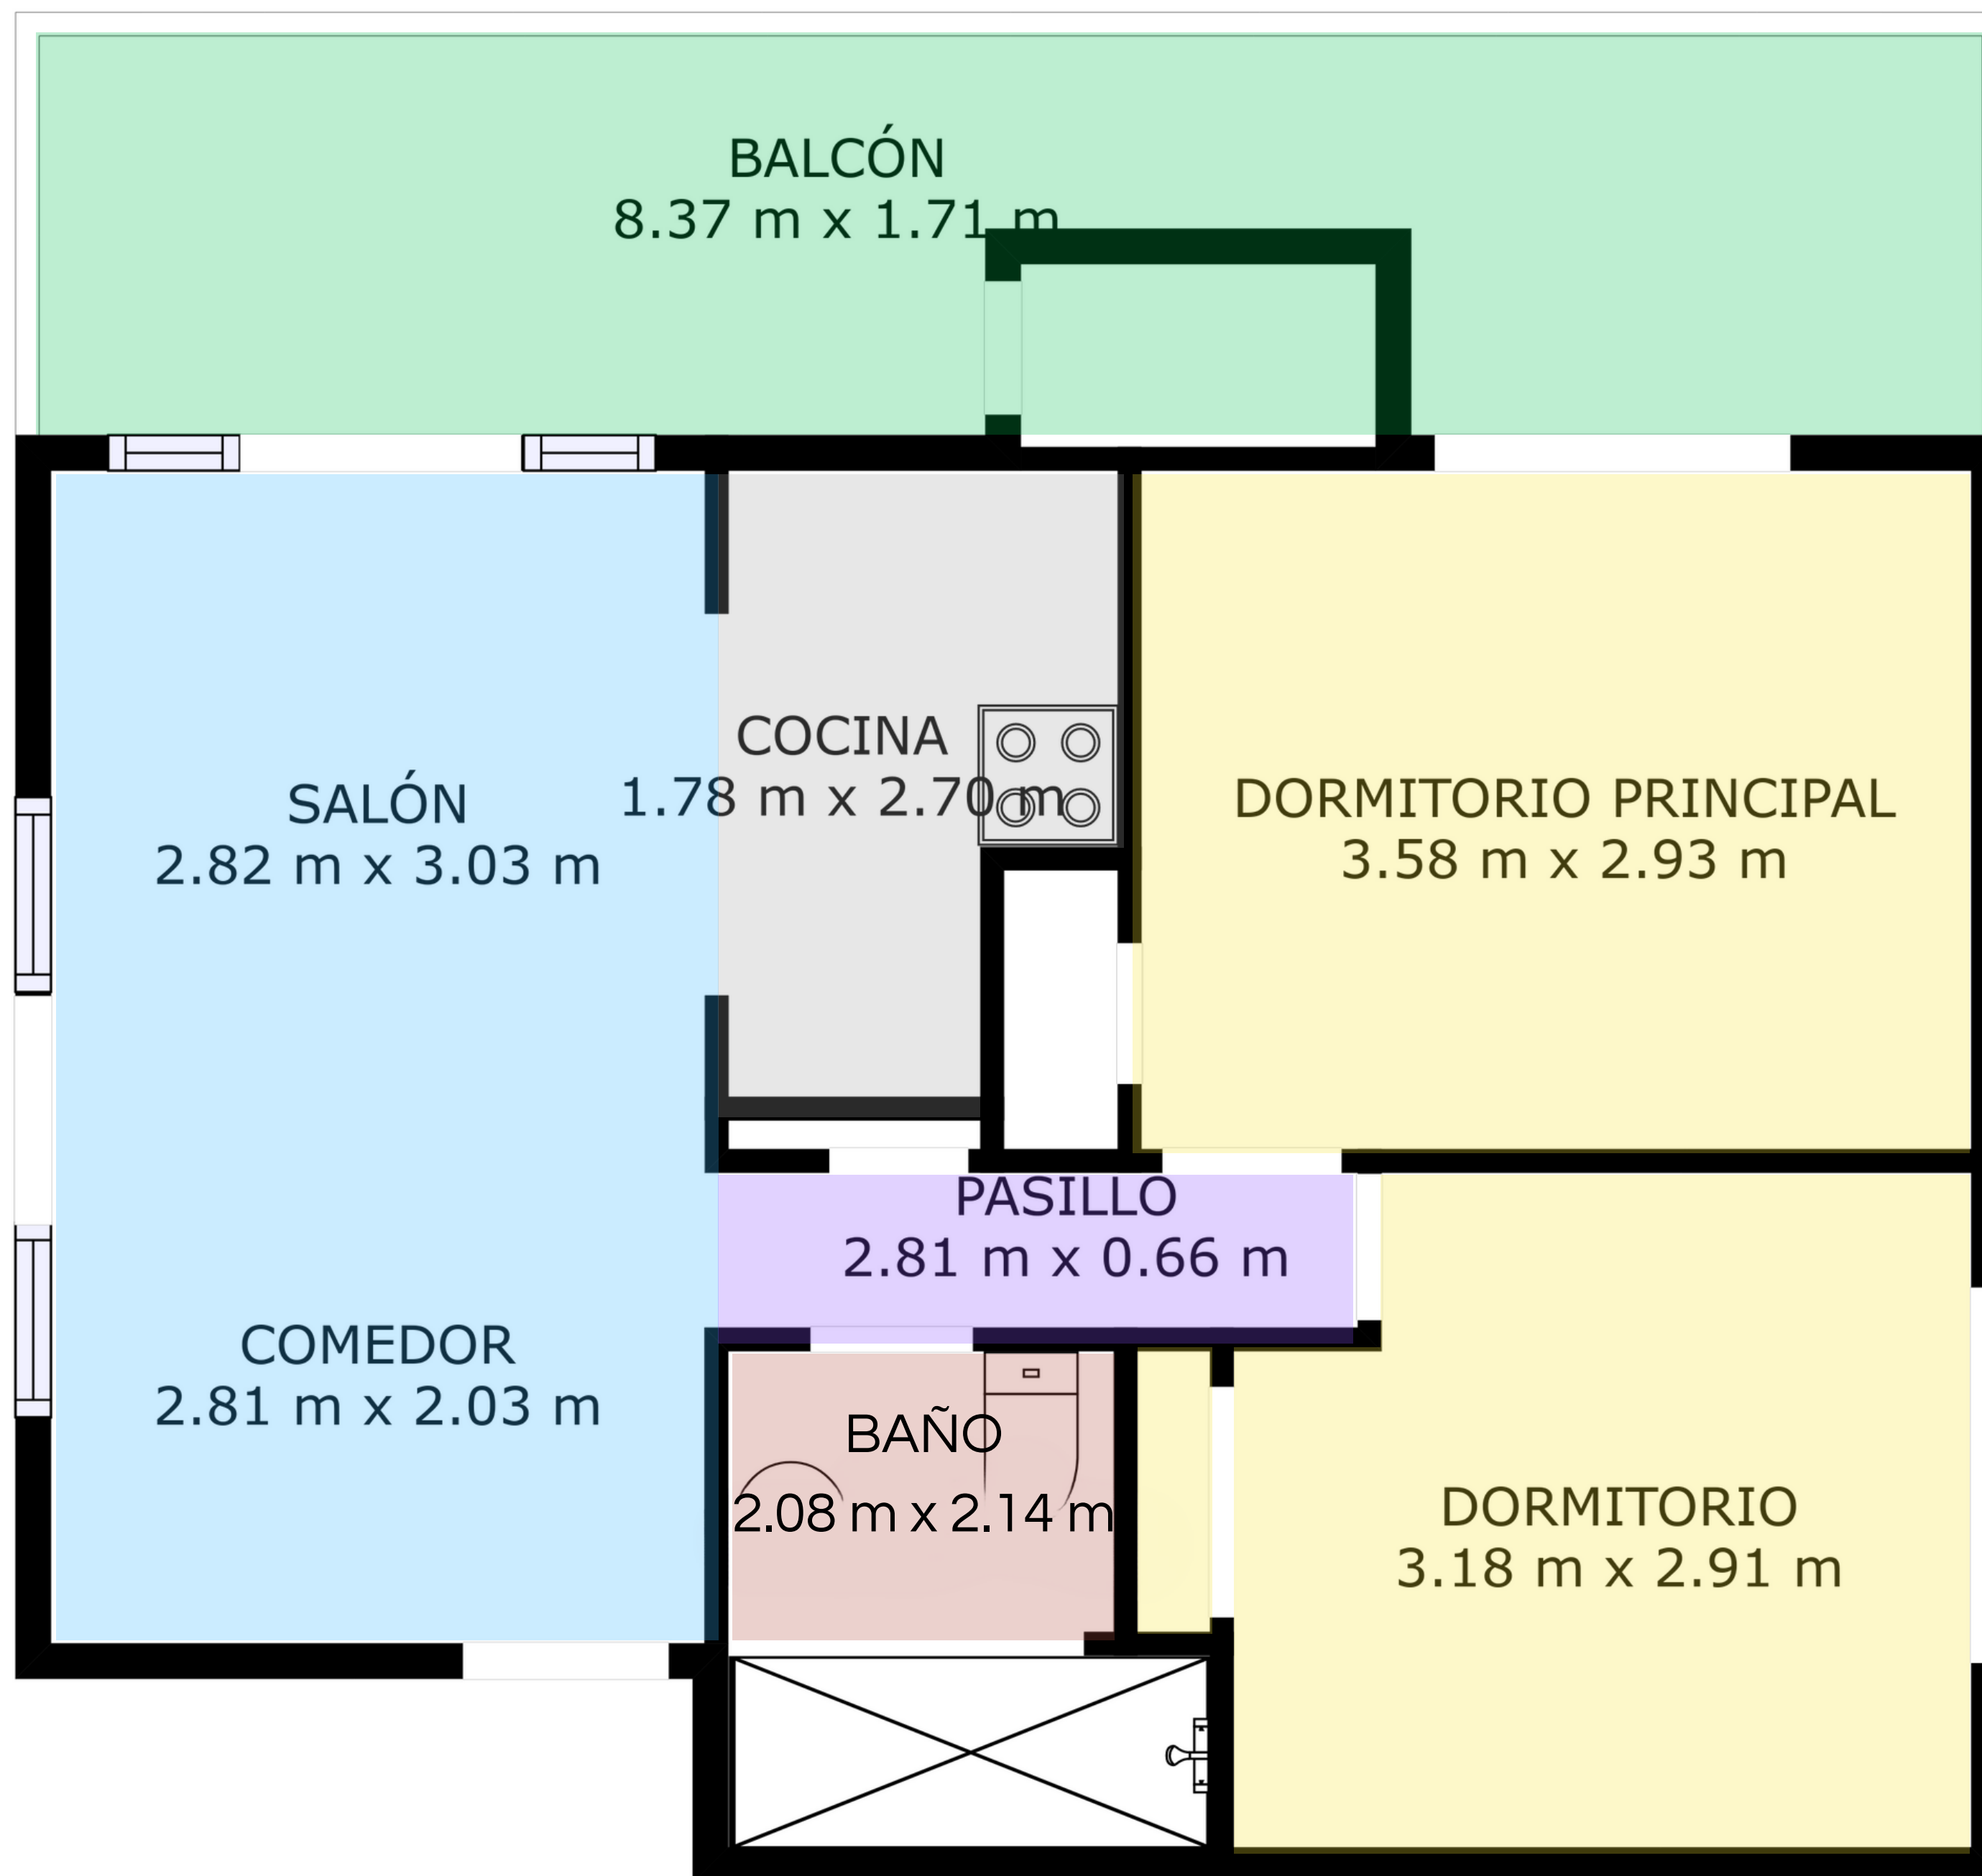 BALCÓN
8.37 m x 1.71 m
COCINA
1.78 m x 2.70 m
SALÓN
2.82 m x 3.03 m
DORMITORIO PRINCIPAL
3.58 m x 2.93 m
PASILLO
2.81 m x 0.66 m
COMEDOR
2.81 m x 2.03 m
BAÑO
2.08 m x 2.14 m
DORMITORIO
3.18 m x 2.91 m